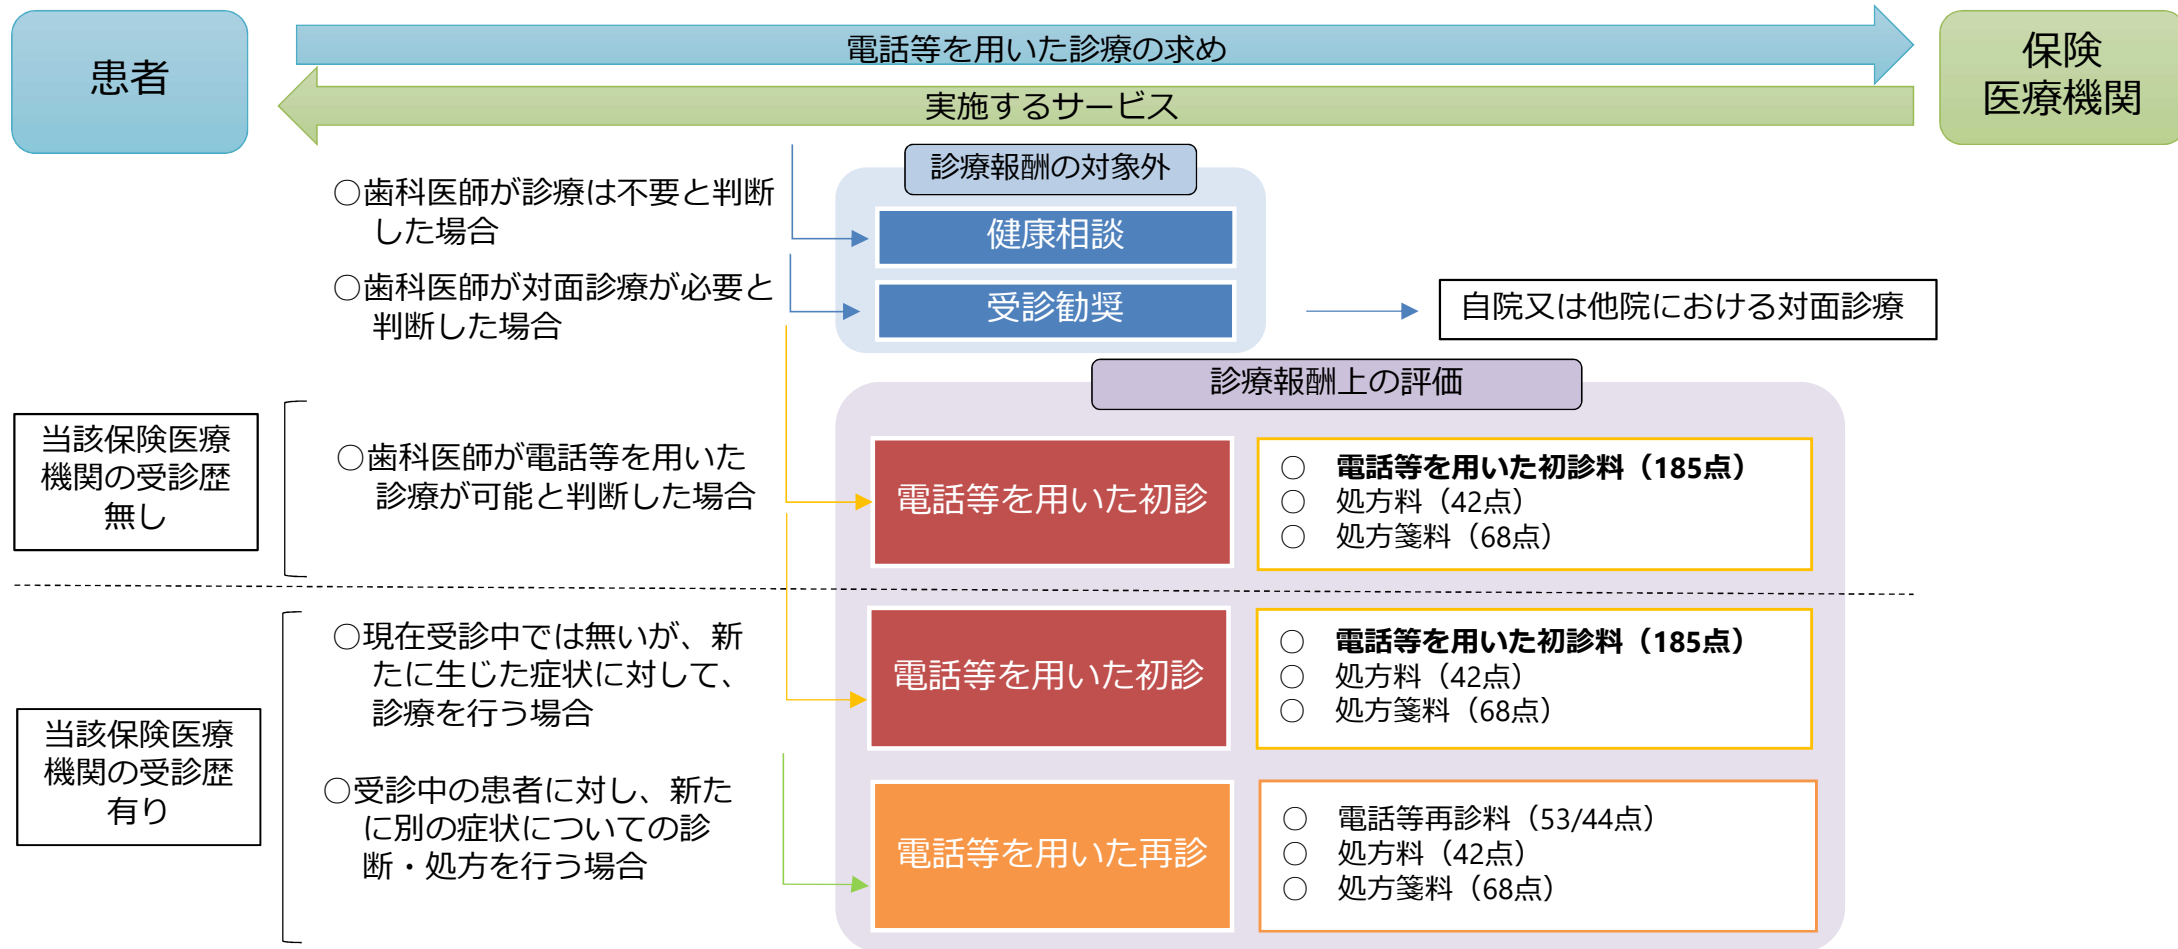 患者
電話等を用いた診療の求め
実施するサービス
保険
医療機関
診療報酬の対象外
○歯科医師が診療は不要と判断
した場合
健康相談
○歯科医師が対面診療が必要と
判断した場合
受診勧奨
自院又は他院における対面診療
診療報酬上の評価
当該保険医療
機関の受診歴
無し
○歯科医師が電話等を用いた
診療が可能と判断した場合
電話等を用いた初診
○ 電話等を用いた初診料（185点）
○ 処方料（42点）
○ 処方箋料（68点）
当該保険医療
機関の受診歴
有り
○現在受診中では無いが、新
たに生じた症状に対して、
診療を行う場合
電話等を用いた初診
○ 電話等を用いた初診料（185点）
○ 処方料（42点）
○ 処方箋料（68点）
○受診中の患者に対し、新た
に別の症状についての診
断・処方を行う場合
電話等を用いた再診
○ 電話等再診料（53/44点）
○ 処方料（42点）
○ 処方箋料（68点）